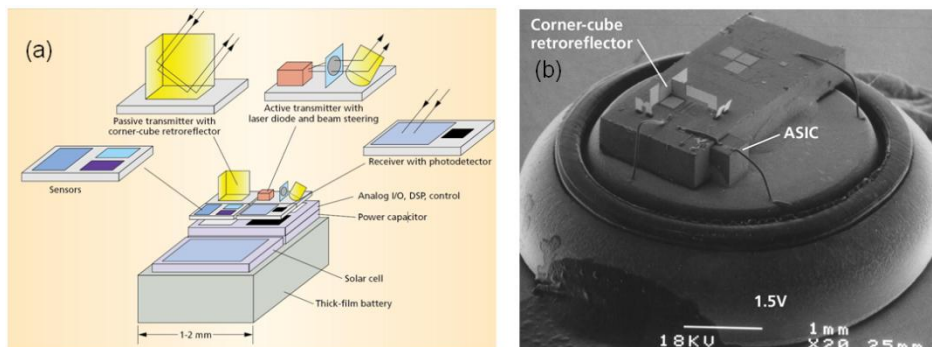 (a)
Passive transmitter with
corner-cube retroreflector
Active transmitter with
laser diode and beam steering
Receiver with photodetector
Sensors
Analog I/O, DSP, control
Power capacitor
Solar cell
Thick-film battery
1-2 mm
(b)
Corner-cube
retroreflector
ASIC
1.5V
1mm
18KV X20 25mm